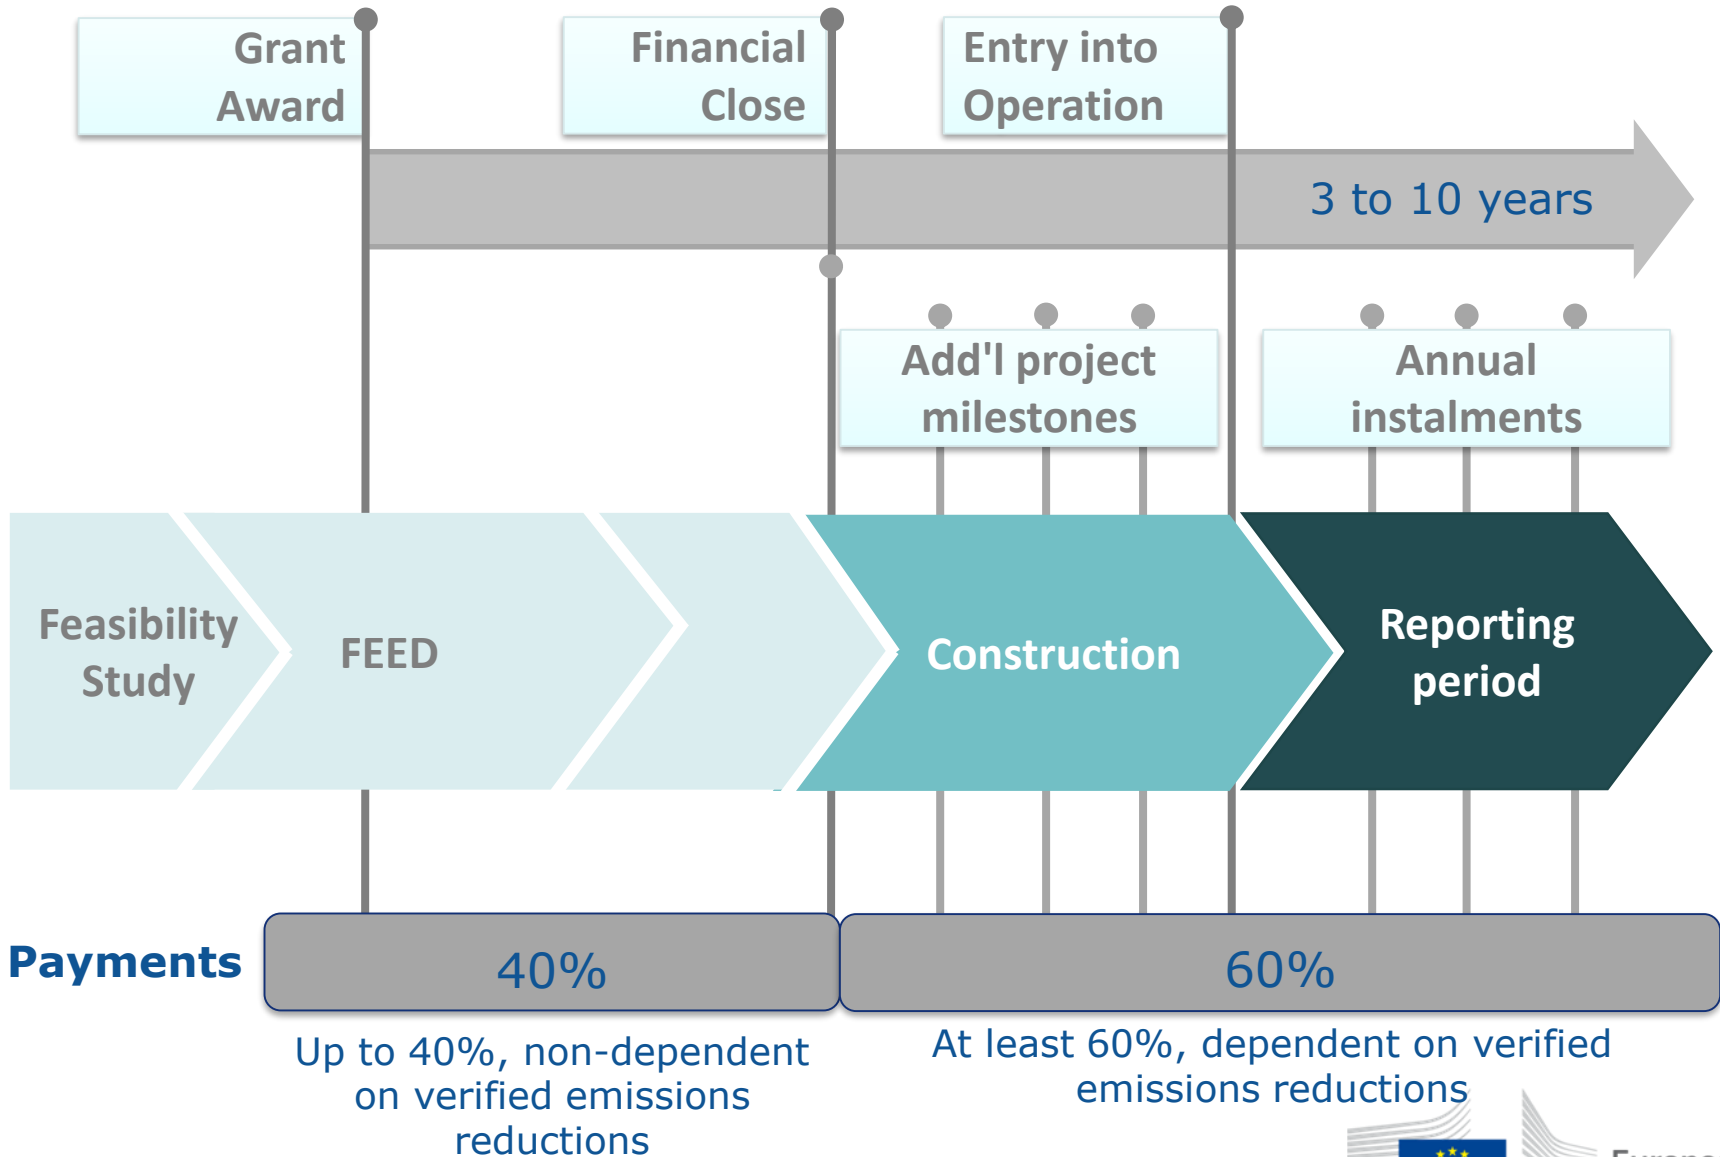 Grant
Award
Financial
Close
Entry into
Operation
3 to 10 years
Add'l project
milestones
Annual
instalments
Feasibility
Study
FEED
Construction
Reporting
period
Payments
40%
60%
Up to 40%, non-dependent
on verified emissions
reductions
At least 60%, dependent on verified
emissions reductions